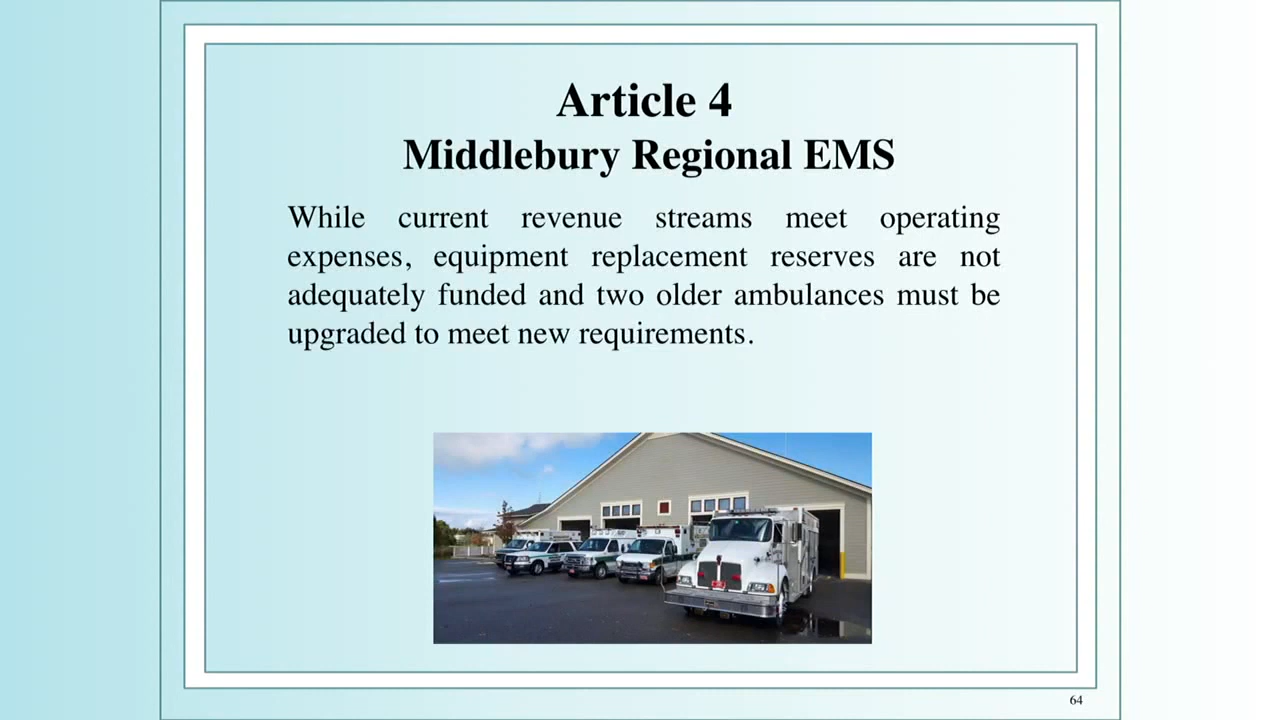 Article 4
Middlebury Regional EMS
While current revenue streams meet operating
expenses, equipment replacement reserves are not
adequately funded and two older ambulances must be
upgraded to meet new requirements.
64